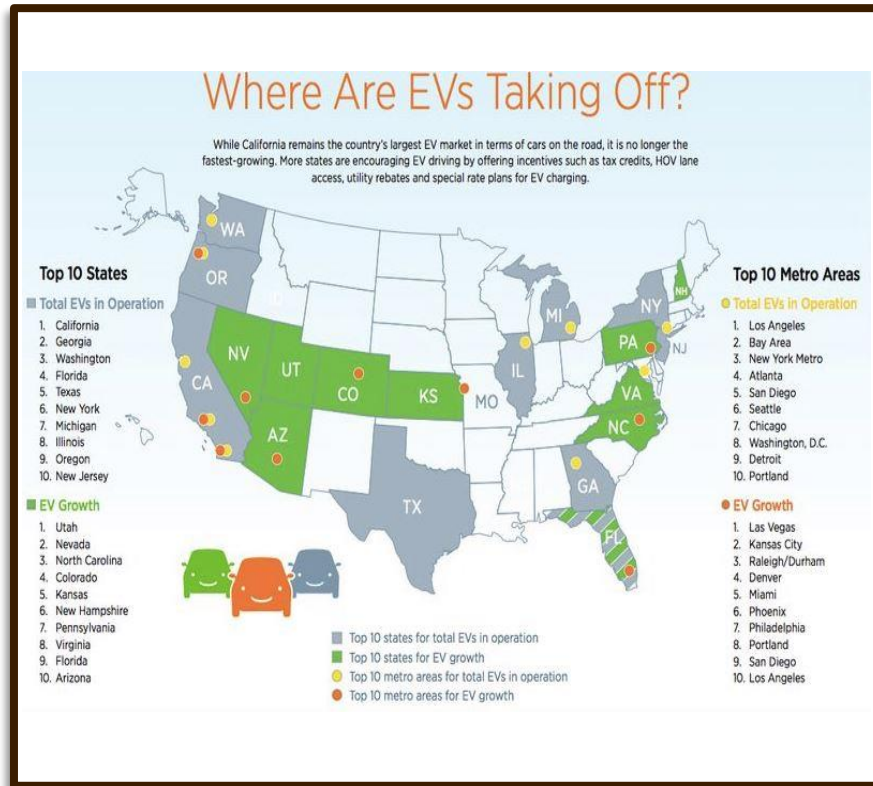 Where Are EVs Taking Off?
While California remains the country's largest EV market in terms of cars on the road, it is no longer the
fastest-growing. More states are encouraging EV driving by offering incentives such as tax credits, HOV lane
access, utility rebates and special rate plans for EV charging.
Top 10 States
Total EVs in Operation
1. California
2. Georgia
3. Washington
4. Florida
5. Texas
6. New York
7. Michigan
8. Illinois
9. Oregon
10. New Jersey
EV Growth
1. Utah
2. Nevada
3. North Carolina
4. Colorado
5. Kansas
6. New Hampshire
7. Pennsylvania
8. Virginia
9. Florida
10. Arizona
WA
OR
CA
NV
UT
AZ
CO
KS
TX
MO
IL
MI
GA
FL
NC
VA
PA
NY
NJ
NH
Top 10 states for total EVs in operation
Top 10 states for EV growth
Top 10 metro areas for total EVs in operation
Top 10 metro areas for EV growth
Top 10 Metro Areas
Total EVs in Operation
1. Los Angeles
2. Bay Area
3. New York Metro
4. Atlanta
5. San Diego
6. Seattle
7. Chicago
8. Washington, D.C.
9. Detroit
10. Portland
EV Growth
1. Las Vegas
2. Kansas City
3. Raleigh/Durham
4. Denver
5. Miami
6. Phoenix
7. Philadelphia
8. Portland
9. San Diego
10. Los Angeles